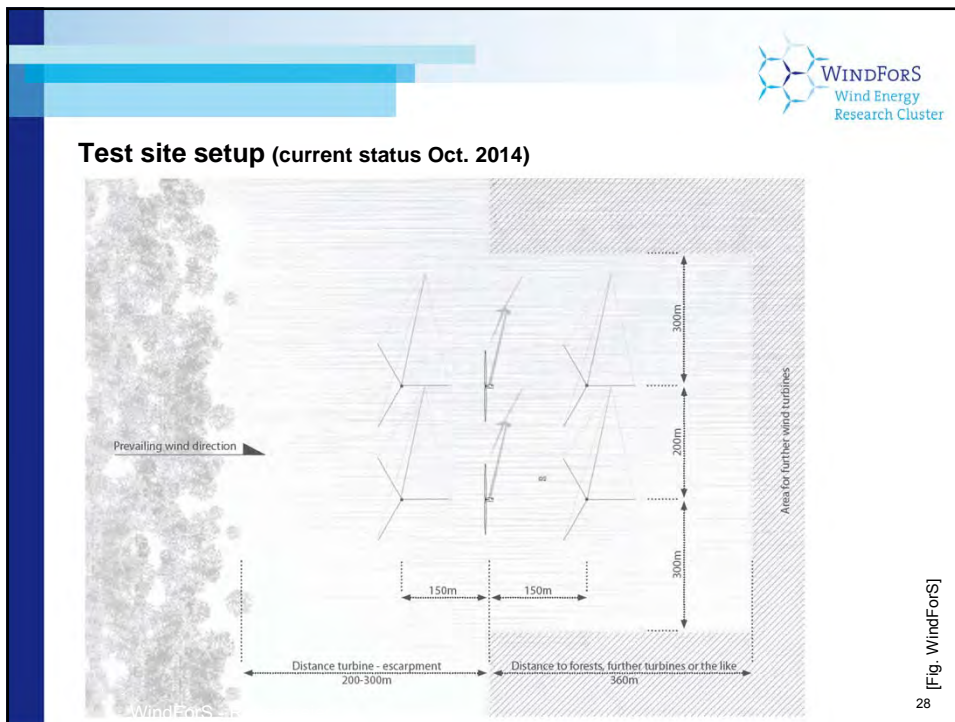 WINDFORS
Wind Energy
Research Cluster
Test site setup (current status Oct. 2014)
300m
Prevailing wind direction
200m
Area for further wind turbines
300m
150m
150m
Distance turbine - escarpment
200-300m
Distance to forests, further turbines or the like
360m
[Fig. WindForS]
WindForS
28